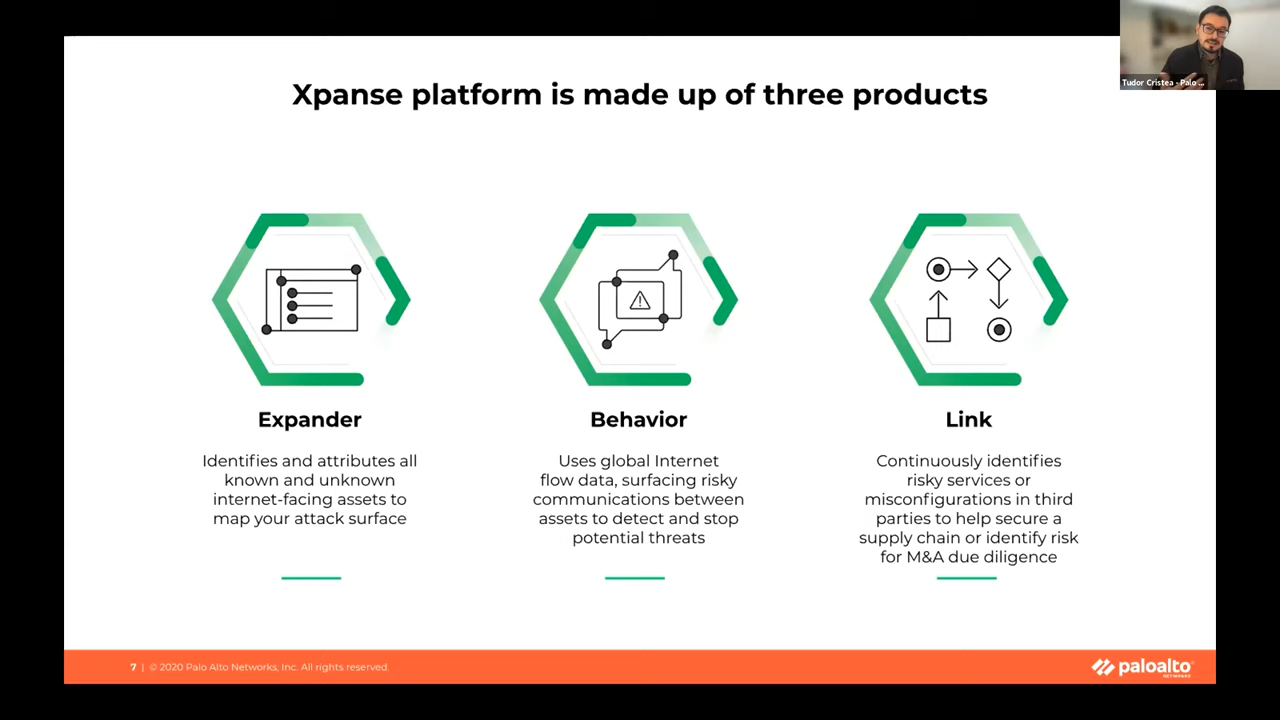 Tudor Cristea - Palo ...
Xpanse platform is made up of three products
Expander
Identifies and attributes all
known and unknown
internet-facing assets to
map your attack surface
Behavior
Uses global Internet
flow data, surfacing risky
communications between
assets to detect and stop
potential threats
Link
Continuously identifies
risky services or
misconfigurations in third
parties to help secure a
supply chain or identify risk
for M&A due diligence
7 | © 2020 Palo Alto Networks, Inc. All rights reserved.
paloalto
NETWORKS